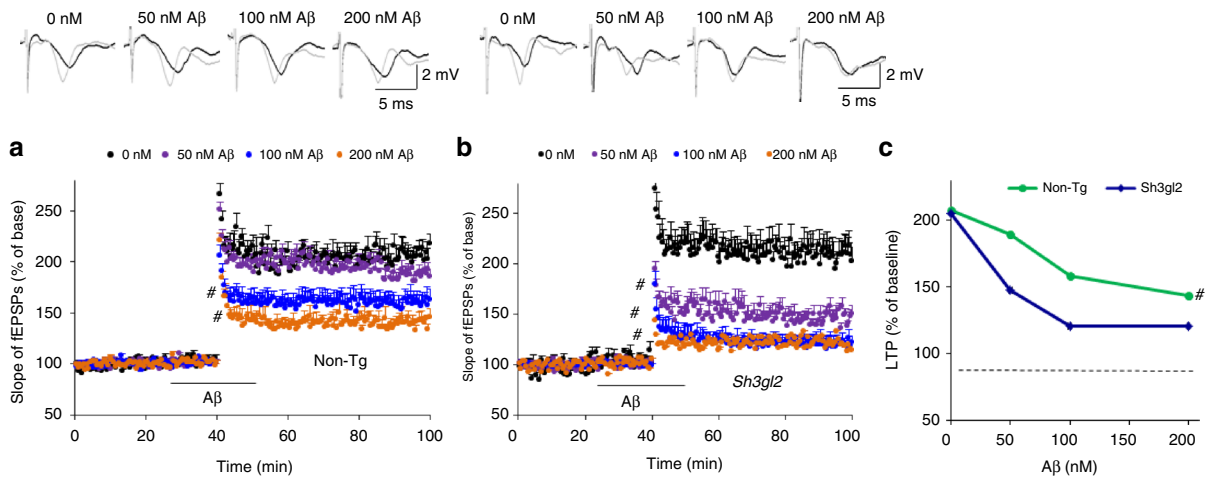 0 nM 50 nM Aβ 100 nM Aβ 200 nM Aβ
2 mV
5 ms
0 nM 50 nM Aβ 100 nM Aβ 200 nM Aβ
2 mV
5 ms
a
0 nM 50 nM Aβ 100 nM Aβ 200 nM Aβ
Slope of fEPSPs (% of base)
250
200
150
100
50
#
#
Non-Tg
Aβ
0 20 40 60 80 100
Time (min)
b
0 nM 50 nM Aβ 100 nM Aβ 200 nM Aβ
Slope of fEPSPs (% of base)
250
200
150
100
50
#
#
#
Sh3gl2
Aβ
0 20 40 60 80 100
Time (min)
c
Non-Tg Sh3gl2
LTP (% of baseline)
200
150
200
100
50
#
0 50 100 150 200
Aβ (nM)